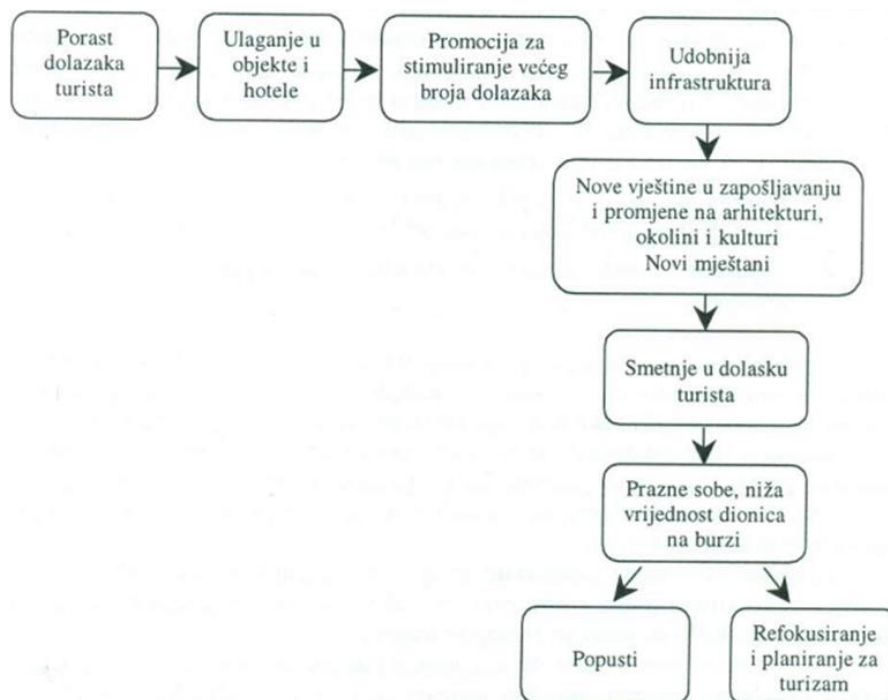 Porast
dolazaka
turista
Ulaganje u
objekte i
hotele
Promocija za
stimuliranje većeg
broja dolazaka
Udobnija
infrastruktura
Nove vještine u zapošljavanju
i promjene na arhitekturi,
okolini i kulturi
Novi mještani
Smetnje u dolasku
turista
Prazne sobe, niža
vrijednost dionica
na burzi
Popusti
Refokusiranje
i planiranje za
turizam